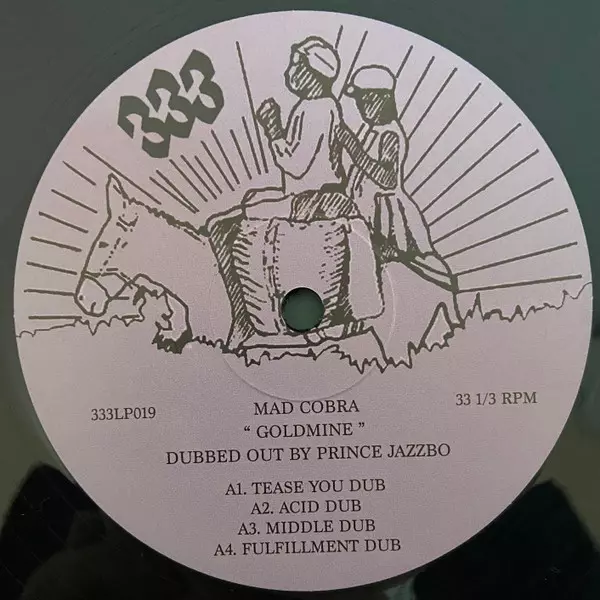 333
333LP019
MAD COBRA
33 1/3 RPM
“ GOLDMINE ”
DUBBED OUT BY PRINCE JAZZBO
A1. TEASE YOU DUB
A2. ACID DUB
A3. MIDDLE DUB
A4. FULFILLMENT DUB